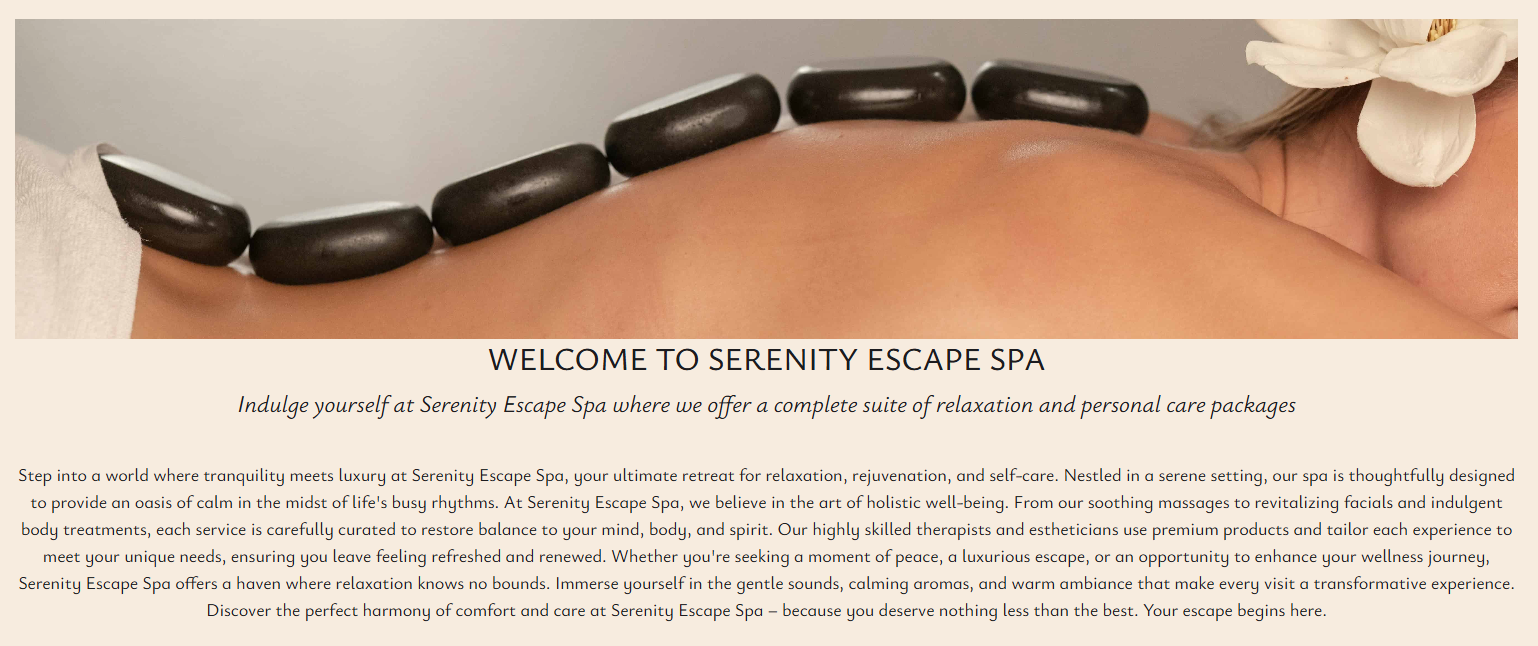 WELCOME TO SERENITY ESCAPE SPA
Indulge yourself at Serenity Escape Spa where we offer a complete suite of relaxation and personal care packages
Step into a world where tranquility meets luxury at Serenity Escape Spa, your ultimate retreat for relaxation, rejuvenation, and self-care. Nestled in a serene setting, our spa is thoughtfully designed
to provide an oasis of calm in the midst of life's busy rhythms. At Serenity Escape Spa, we believe in the art of holistic well-being. From our soothing massages to revitalizing facials and indulgent
body treatments, each service is carefully curated to restore balance to your mind, body, and spirit. Our highly skilled therapists and estheticians use premium products and tailor each experience to
meet your unique needs, ensuring you leave feeling refreshed and renewed. Whether you're seeking a moment of peace, a luxurious escape, or an opportunity to enhance your wellness journey,
Serenity Escape Spa offers a haven where relaxation knows no bounds. Immerse yourself in the gentle sounds, calming aromas, and warm ambiance that make every visit a transformative experience.
Discover the perfect harmony of comfort and care at Serenity Escape Spa – because you deserve nothing less than the best. Your escape begins here.